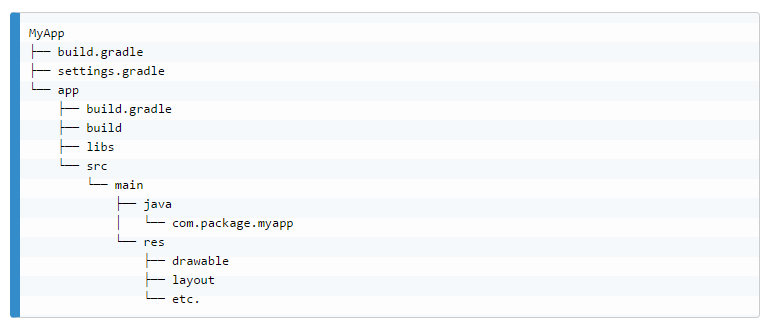 MyApp
├── build.gradle
├── settings.gradle
└── app
    ├── build.gradle
    ├── build
    ├── libs
    └── src
        └── main
            ├── java
            │   └── com.package.myapp
            └── res
                ├── drawable
                ├── layout
                └── etc.